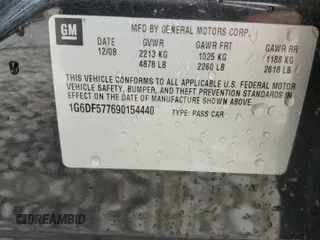 GM
MFD BY GENERAL MOTORS CORP.
DATE GVWR GAWR FRT GAWR RR
12/08 2213 KG 1025 KG 1188 KG
4878 LB 2260 LB 2618 LB
THIS VEHICLE CONFORMS TO ALL APPLICABLE U.S. FEDERAL MOTOR
VEHICLE SAFETY, BUMPER, AND THEFT PREVENTION STANDARDS IN
EFFECT ON THE DATE OF MANUFACTURE SHOWN ABOVE.
1G6DF577690154440 TYPE: PASS CAR
DREAMBID